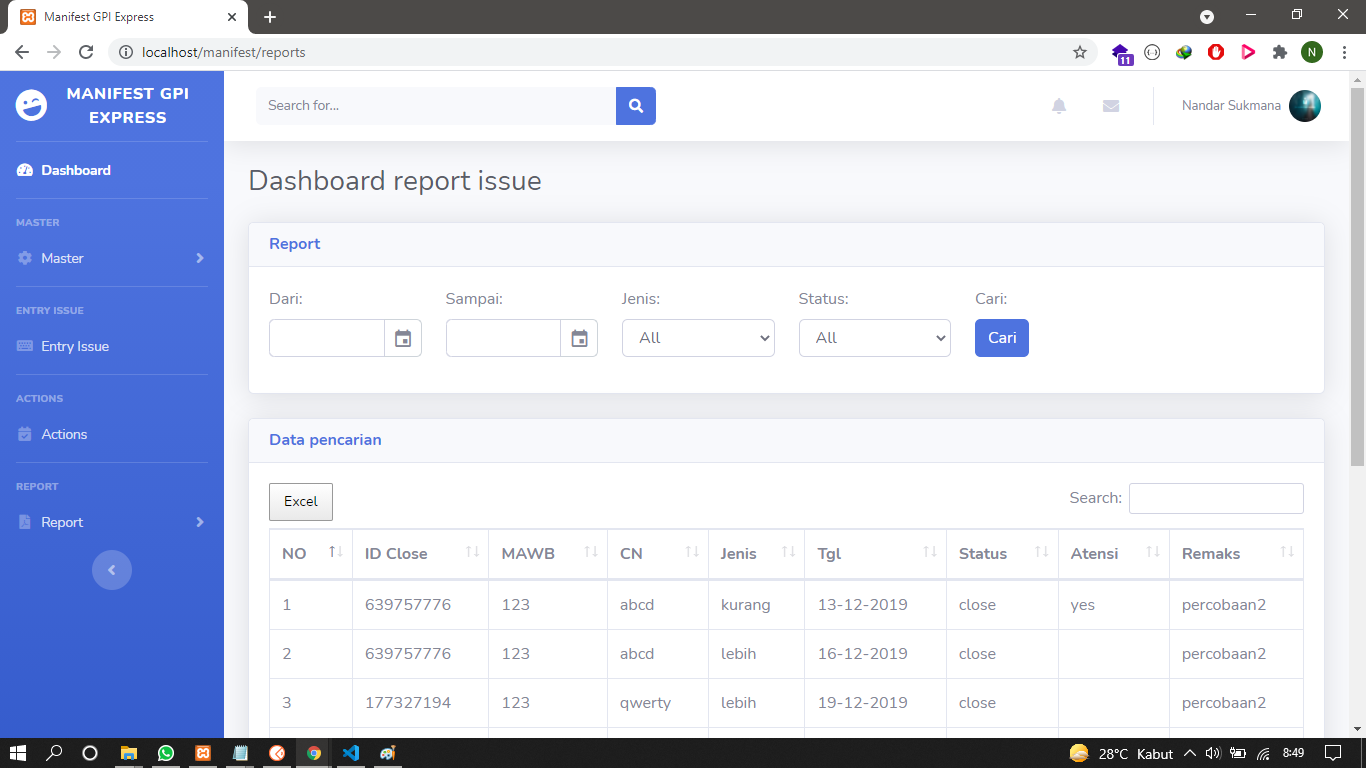 Manifest GPI Express
localhost/manifest/reports
11
N
MANIFEST GPI
EXPRESS
Search for...
Nandar Sukmana
Dashboard
MASTER
Master
ENTRY ISSUE
Entry Issue
ACTIONS
Actions
REPORT
Report
Dashboard report issue
Report
Dari: Sampai: Jenis: Status: Cari:
All All Cari
Data pencarian
Excel Search:
NO ID Close MAWB CN Jenis Tgl Status Atensi Remaks
1 639757776 123 abcd kurang 13-12-2019 close yes percobaan2
2 639757776 123 abcd lebih 16-12-2019 close percobaan2
3 177327194 123 qwerty lebih 19-12-2019 close percobaan2
28°C Kabut 8:49